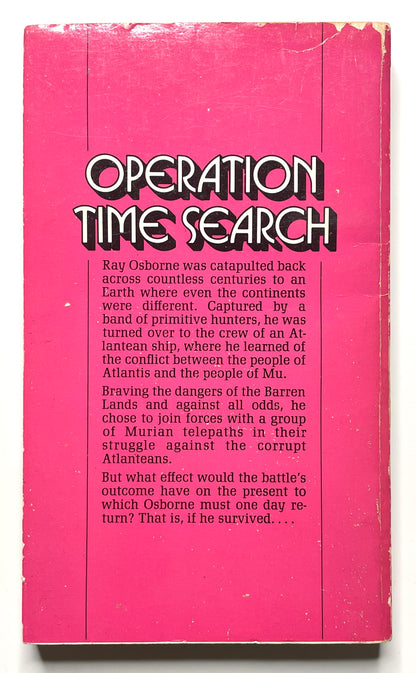 OPERATION
TIME SEARCH
Ray Osborne was catapulted back
across countless centuries to an
Earth where even the continents
were different. Captured by a
band of primitive hunters, he was
turned over to the crew of an At-
lantean ship, where he learned of
the conflict between the people of
Atlantis and the people of Mu.
Braving the dangers of the Barren
Lands and against all odds, he
chose to join forces with a group
of Murian telepaths in their
struggle against the corrupt
Atlanteans.
But what effect would the battle's
outcome have on the present to
which Osborne must one day re-
turn? That is, if he survived. . . .